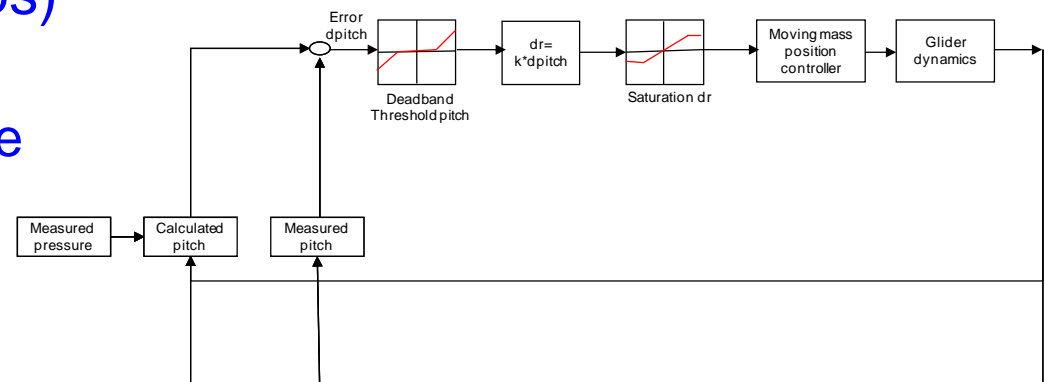 Error
dpitch
dr=
k*dpitch
Moving mass
position
controller
Glider
dynamics
Deadband
Threshold pitch
Saturation dr
Measured
pressure
Calculated
pitch
Measured
pitch